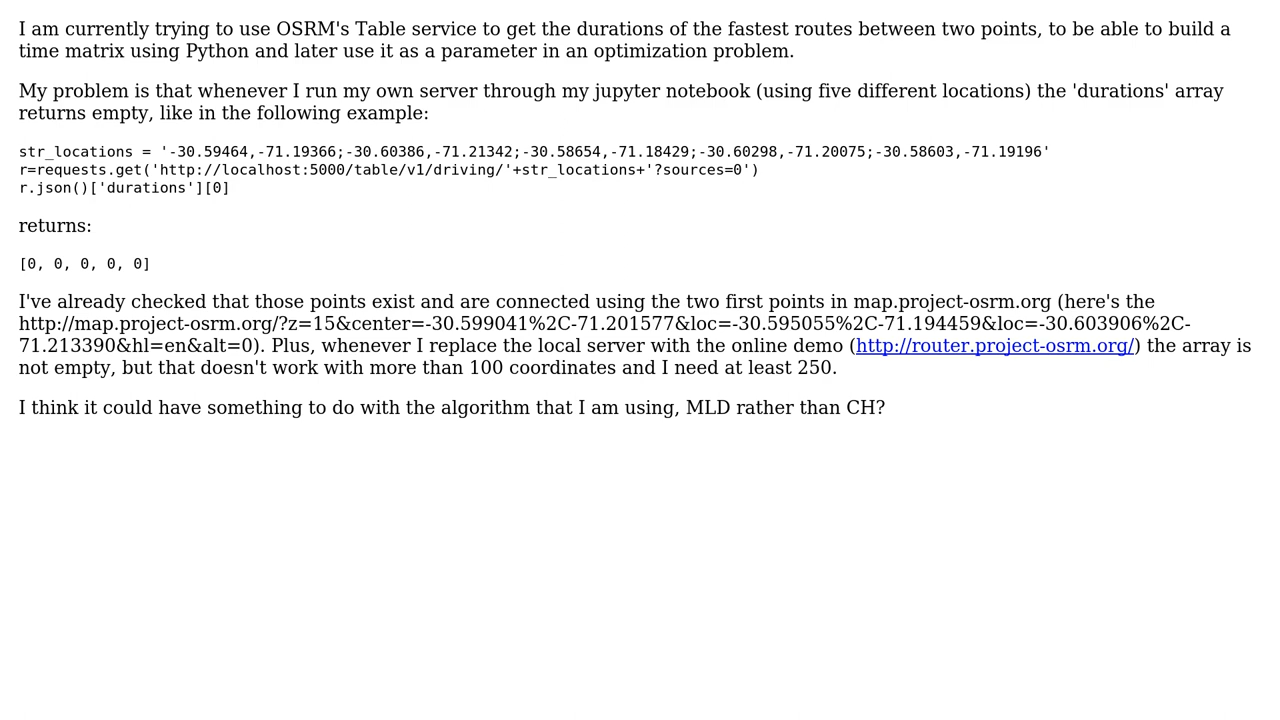 I am currently trying to use OSRM's Table service to get the durations of the fastest routes between two points, to be able to build a
time matrix using Python and later use it as a parameter in an optimization problem.
My problem is that whenever I run my own server through my jupyter notebook (using five different locations) the 'durations' array
returns empty, like in the following example:
str_locations = '-30.59464,-71.19366;-30.60386,-71.21342;-30.58654,-71.18429;-30.60298,-71.20075;-30.58603,-71.19196'
r=requests.get('http://localhost:5000/table/v1/driving/'+str_locations+'?sources=0')
r.json()['durations'][0]
returns:
[0, 0, 0, 0, 0]
I've already checked that those points exist and are connected using the two first points in map.project-osrm.org (here's the
http://map.project-osrm.org/?z=15&center=-30.599041%2C-71.201577&loc=-30.595055%2C-71.194459&loc=-30.603906%2C-
71.213390&hl=en&alt=0). Plus, whenever I replace the local server with the online demo (http://router.project-osrm.org/) the array is
not empty, but that doesn't work with more than 100 coordinates and I need at least 250.
I think it could have something to do with the algorithm that I am using, MLD rather than CH?